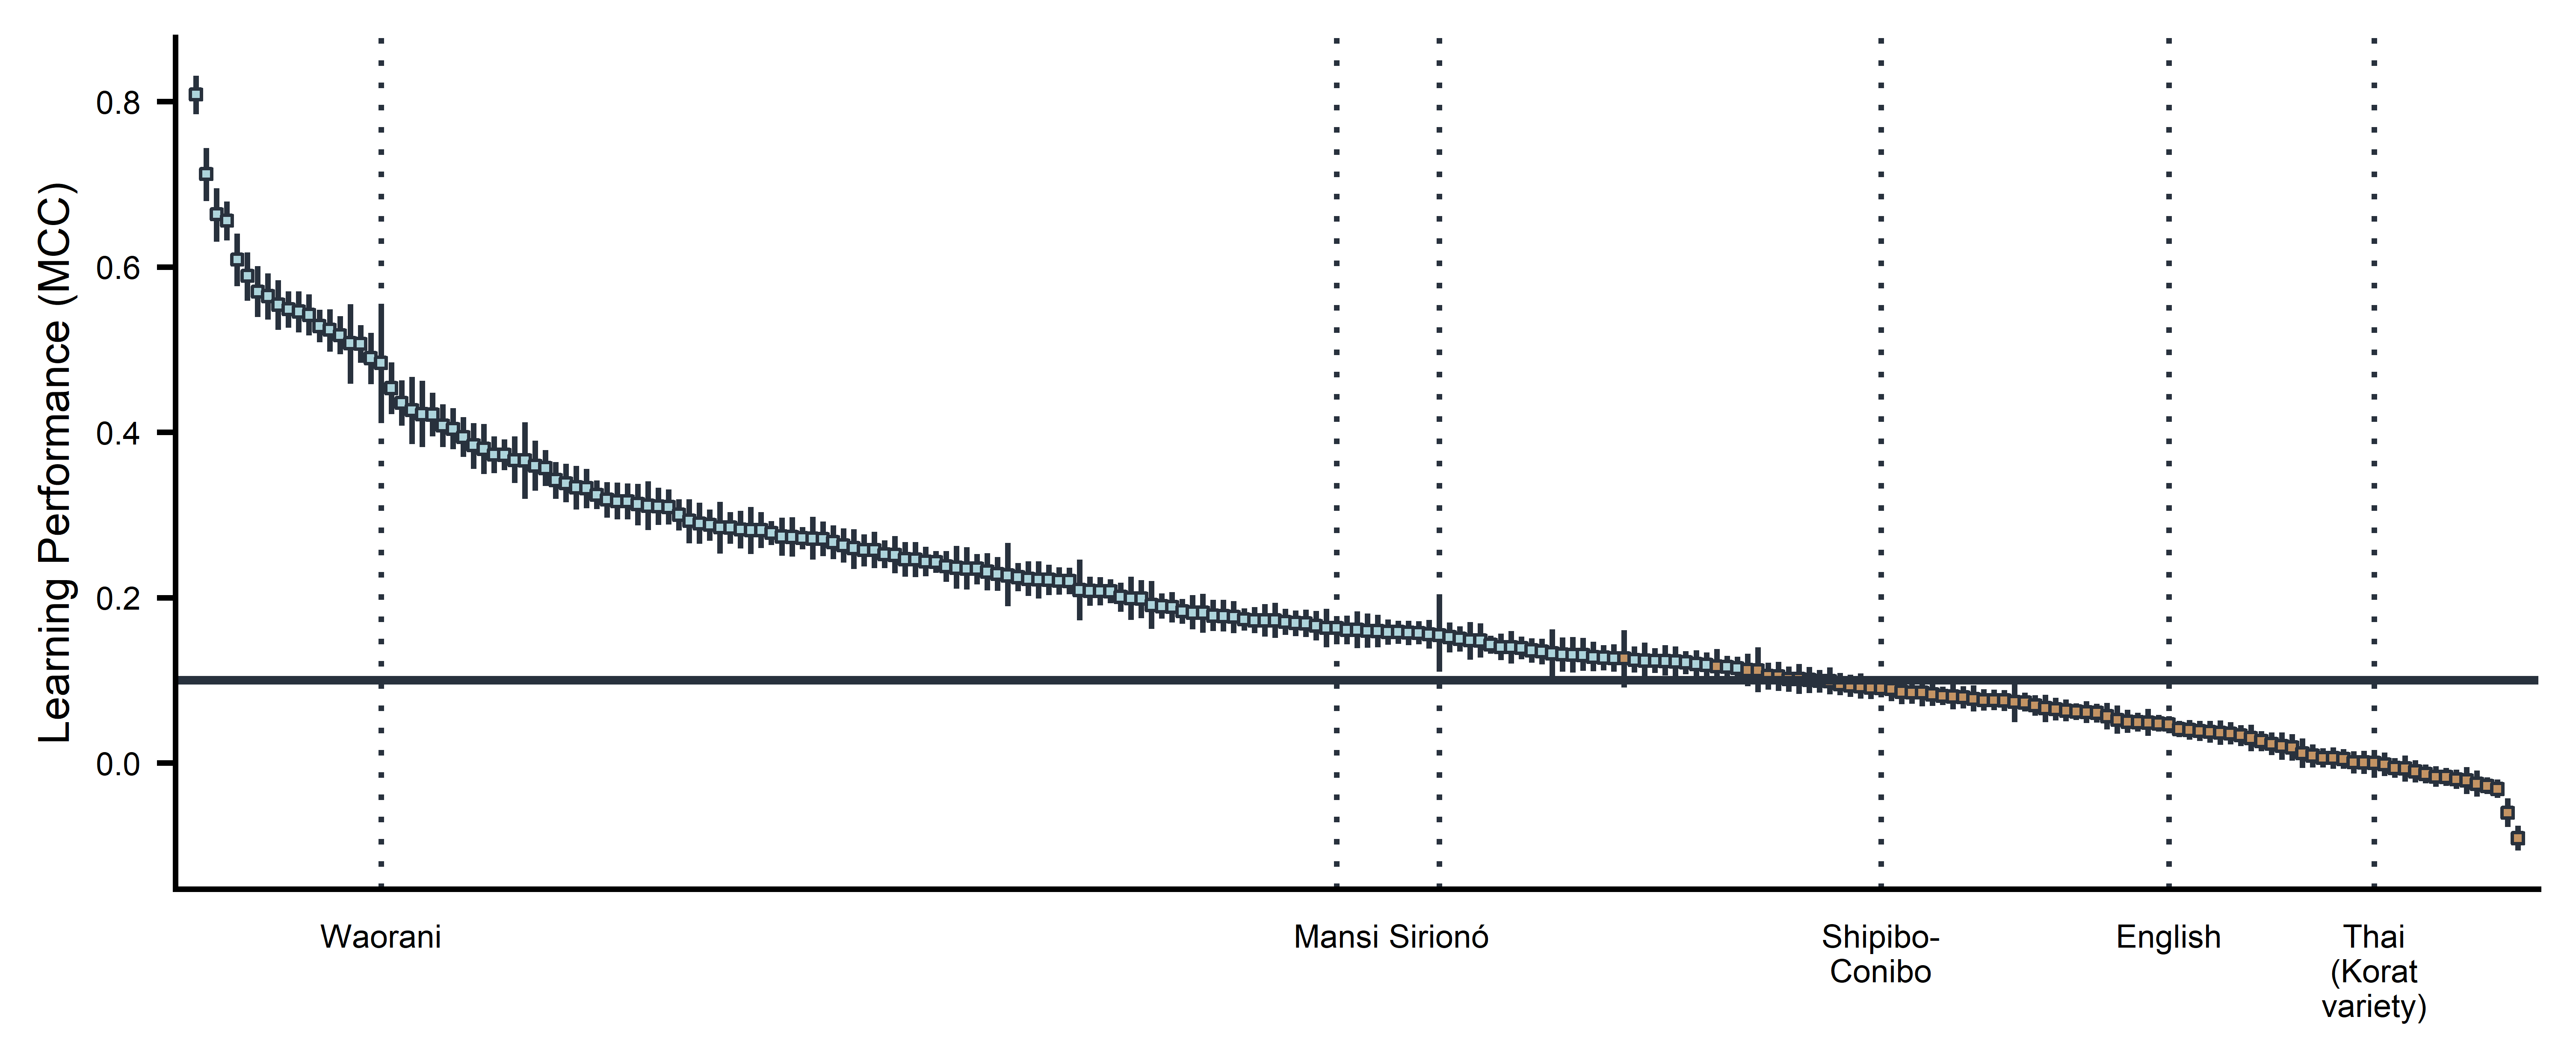 Learning Performance (MCC)
0.8
0.6
0.4
0.2
0.0
Waorani
Mansi
Sirionó
Shipibo-
Conibo
English
Thai
(Korat
variety)